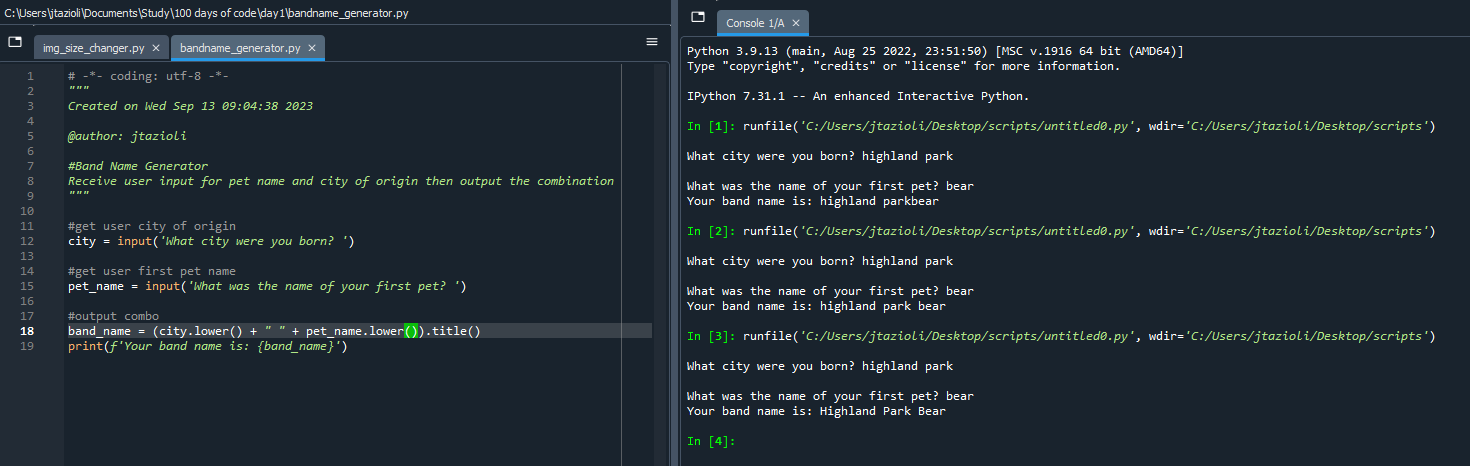 C:\Users\jtazioli\Documents\Study\100 days of code\day1\bandname_generator.py
img_size_changer.py
bandname_generator.py
1 # -*- coding: utf-8 -*-
2 """
3 Created on Wed Sep 13 09:04:38 2023
4
5 @author: jtazioli
6
7 #Band Name Generator
8 Receive user input for pet name and city of origin then output the combination
9 """
10
11 #get user city of origin
12 city = input('What city were you born? ')
13
14 #get user first pet name
15 pet_name = input('What was the name of your first pet? ')
16
17 #output combo
18 band_name = (city.lower() + " " + pet_name.lower()).title()
19 print(f'Your band name is: {band_name}')
Console 1/A
Python 3.9.13 (main, Aug 25 2022, 23:51:50) [MSC v.1916 64 bit (AMD64)]
Type "copyright", "credits" or "license" for more information.
IPython 7.31.1 -- An enhanced Interactive Python.
In [1]: runfile('C:/Users/jtazioli/Desktop/scripts/untitled0.py', wdir='C:/Users/jtazioli/Desktop/scripts')
What city were you born? highland park
What was the name of your first pet? bear
Your band name is: highland parkbear
In [2]: runfile('C:/Users/jtazioli/Desktop/scripts/untitled0.py', wdir='C:/Users/jtazioli/Desktop/scripts')
What city were you born? highland park
What was the name of your first pet? bear
Your band name is: highland park bear
In [3]: runfile('C:/Users/jtazioli/Desktop/scripts/untitled0.py', wdir='C:/Users/jtazioli/Desktop/scripts')
What city were you born? highland park
What was the name of your first pet? bear
Your band name is: Highland Park Bear
In [4]: